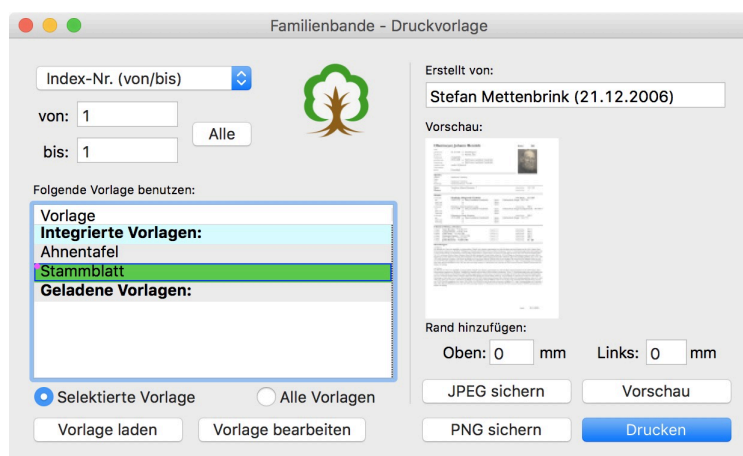 Familienbande - Druckvorlage
Index-Nr. (von/bis)
von: 1
bis: 1
Alle
Folgende Vorlage benutzen:
Vorlage
Integrierte Vorlagen:
Ahnentafel
Stammblatt
Geladene Vorlagen:
Selektierte Vorlage
Alle Vorlagen
Vorlage laden
Vorlage bearbeiten
Erstellt von:
Stefan Mettenbrink (21.12.2006)
Vorschau:
Rand hinzufügen:
Oben: 0 mm Links: 0 mm
JPEG sichern
Vorschau
PNG sichern
Drucken